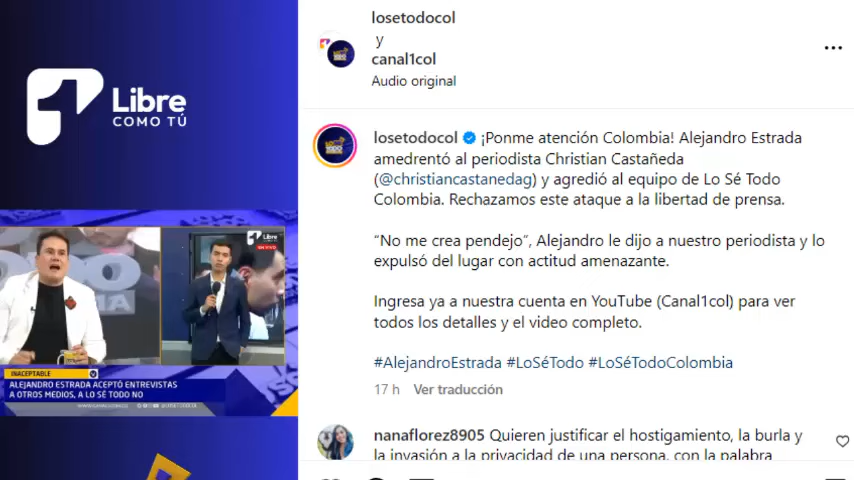 Libre
COMO TÚ
Libre
EN VIVO
INACEPTABLE
ALEJANDRO ESTRADA ACEPTÓ ENTREVISTAS
A OTROS MEDIOS, A LO SÉ TODO NO
losetodocol
y
canal1col
Audio original
losetodocol ¡Ponme atención Colombia! Alejandro Estrada
amedrentó al periodista Christian Castañeda
(@christiancastanedag) y agredió al equipo de Lo Sé Todo
Colombia. Rechazamos este ataque a la libertad de prensa.
“No me crea pendejo”, Alejandro le dijo a nuestro periodista y lo
expulsó del lugar con actitud amenazante.
Ingresa ya a nuestra cuenta en YouTube (Canal1col) para ver
todos los detalles y el video completo.
#AlejandroEstrada #LoSéTodo #LoSéTodoColombia
17 h Ver traducción
nanaflorez8905 Quieren justificar el hostigamiento, la burla y
la invasión a la privacidad de una persona, con la palabra